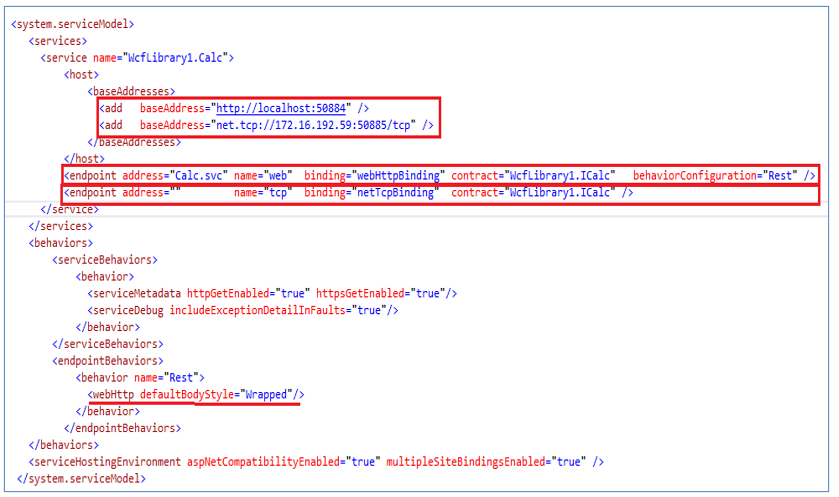 <system.serviceModel>
<services>
<service name="WcfLibrary1.Calc">
<host>
<baseAddresses>
<add baseAddress="http://localhost:50884" />
<add baseAddress="net.tcp://172.16.192.59:50885/tcp" />
</baseAddresses>
</host>
<endpoint address="Calc.svc" name="web" binding="webHttpBinding" contract="WcfLibrary1.ICalc" behaviorConfiguration="Rest" />
<endpoint address="" name="tcp" binding="netTcpBinding" contract="WcfLibrary1.ICalc" />
</service>
</services>
<behaviors>
<serviceBehaviors>
<behavior>
<serviceMetadata httpGetEnabled="true" httpsGetEnabled="true"/>
<serviceDebug includeExceptionDetailInFaults="true"/>
</behavior>
</serviceBehaviors>
<endpointBehaviors>
<behavior name="Rest">
<webHttp defaultBodyStyle="Wrapped"/>
</behavior>
</endpointBehaviors>
</behaviors>
<serviceHostingEnvironment aspNetCompatibilityEnabled="true" multipleSiteBindingsEnabled="true" />
</system.serviceModel>